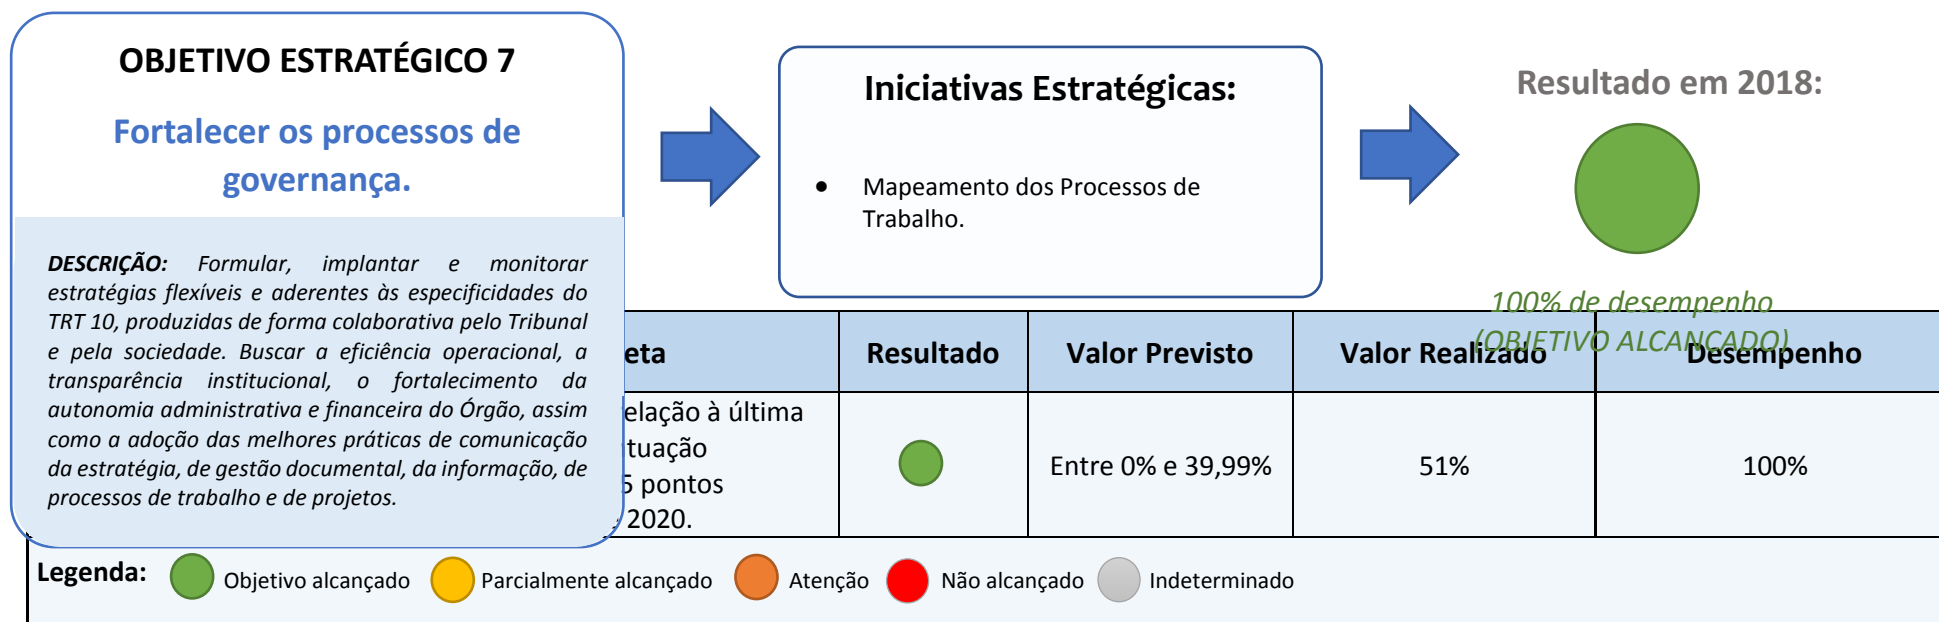 OBJETIVO ESTRATÉGICO 7
Fortalecer os processos de
governança.
DESCRIÇÃO: Formular, implantar e monitorar
estratégias flexíveis e aderentes às especificidades do
TRT 10, produzidas de forma colaborativa pelo Tribunal
e pela sociedade. Buscar a eficiência operacional, a
transparência institucional, o fortalecimento da
autonomia administrativa e financeira do Órgão, assim
como a adoção das melhores práticas de comunicação
da estratégia, de gestão documental, da informação, de
processos de trabalho e de projetos.
Iniciativas Estratégicas:
• Mapeamento dos Processos de
Trabalho.
Resultado em 2018:
100% de desempenho
(OBJETIVO ALCANÇADO)
eta Resultado Valor Previsto Valor Realizado Desempenho
elação à última
tuação
5 pontos
2020.
Entre 0% e 39,99% 51% 100%
Legenda: Objetivo alcançado Parcialmente alcançado Atenção Não alcançado Indeterminado